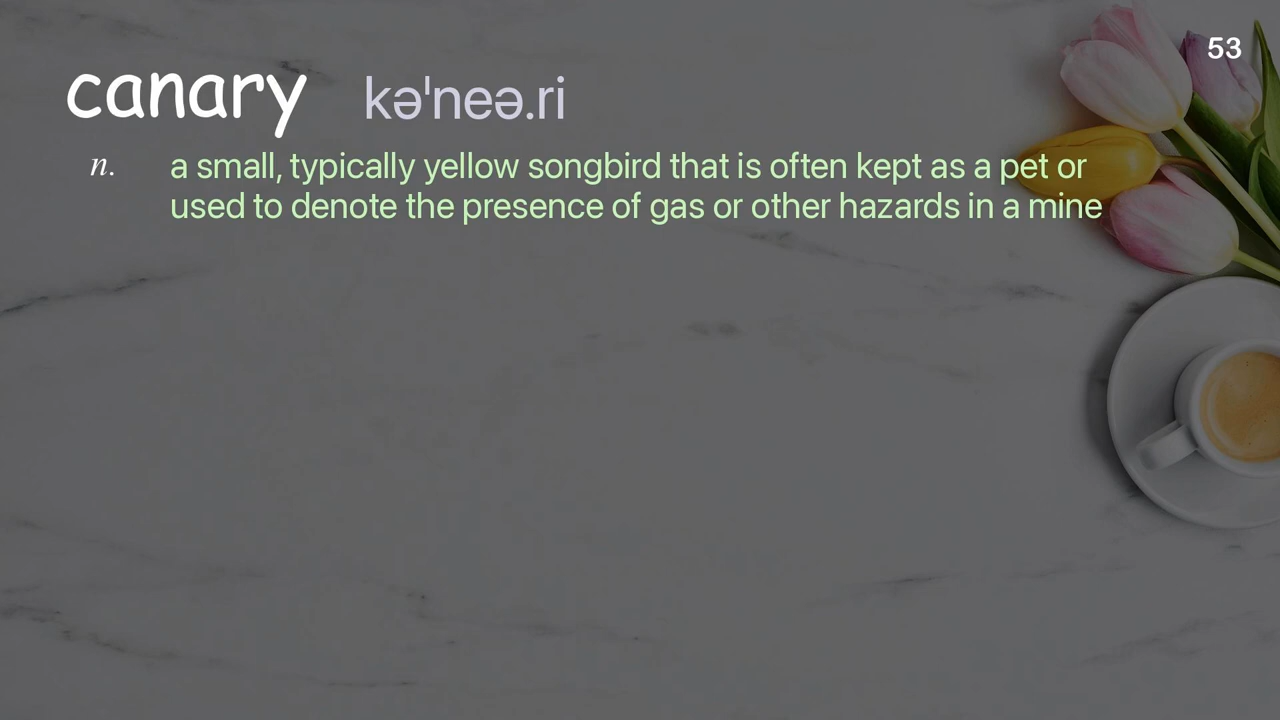 53
canary kəˈneə.ri
n. a small, typically yellow songbird that is often kept as a pet or
used to denote the presence of gas or other hazards in a mine